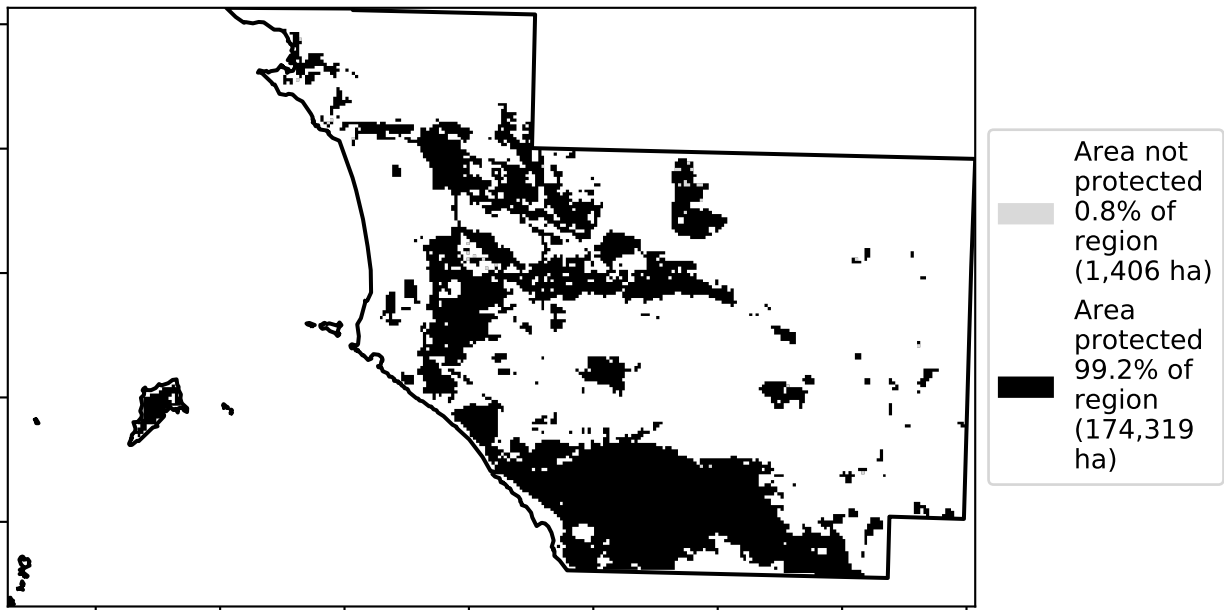 Area not
protected
0.8% of
region
(1,406 ha)
Area
protected
99.2% of
region
(174,319
ha)